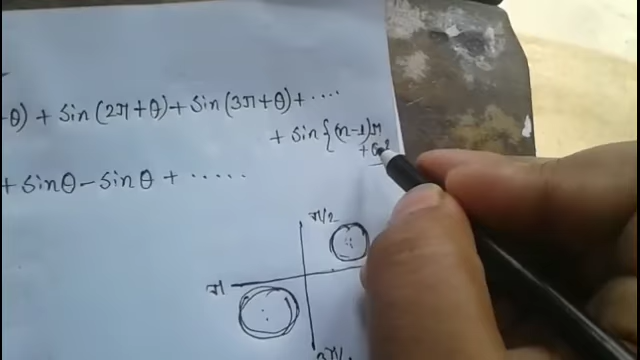 θ) + sin(2π+θ) + sin(3π+θ) + ....
+ sin{(n-1)π
+
+ sinθ - sinθ + .....
π/2
π